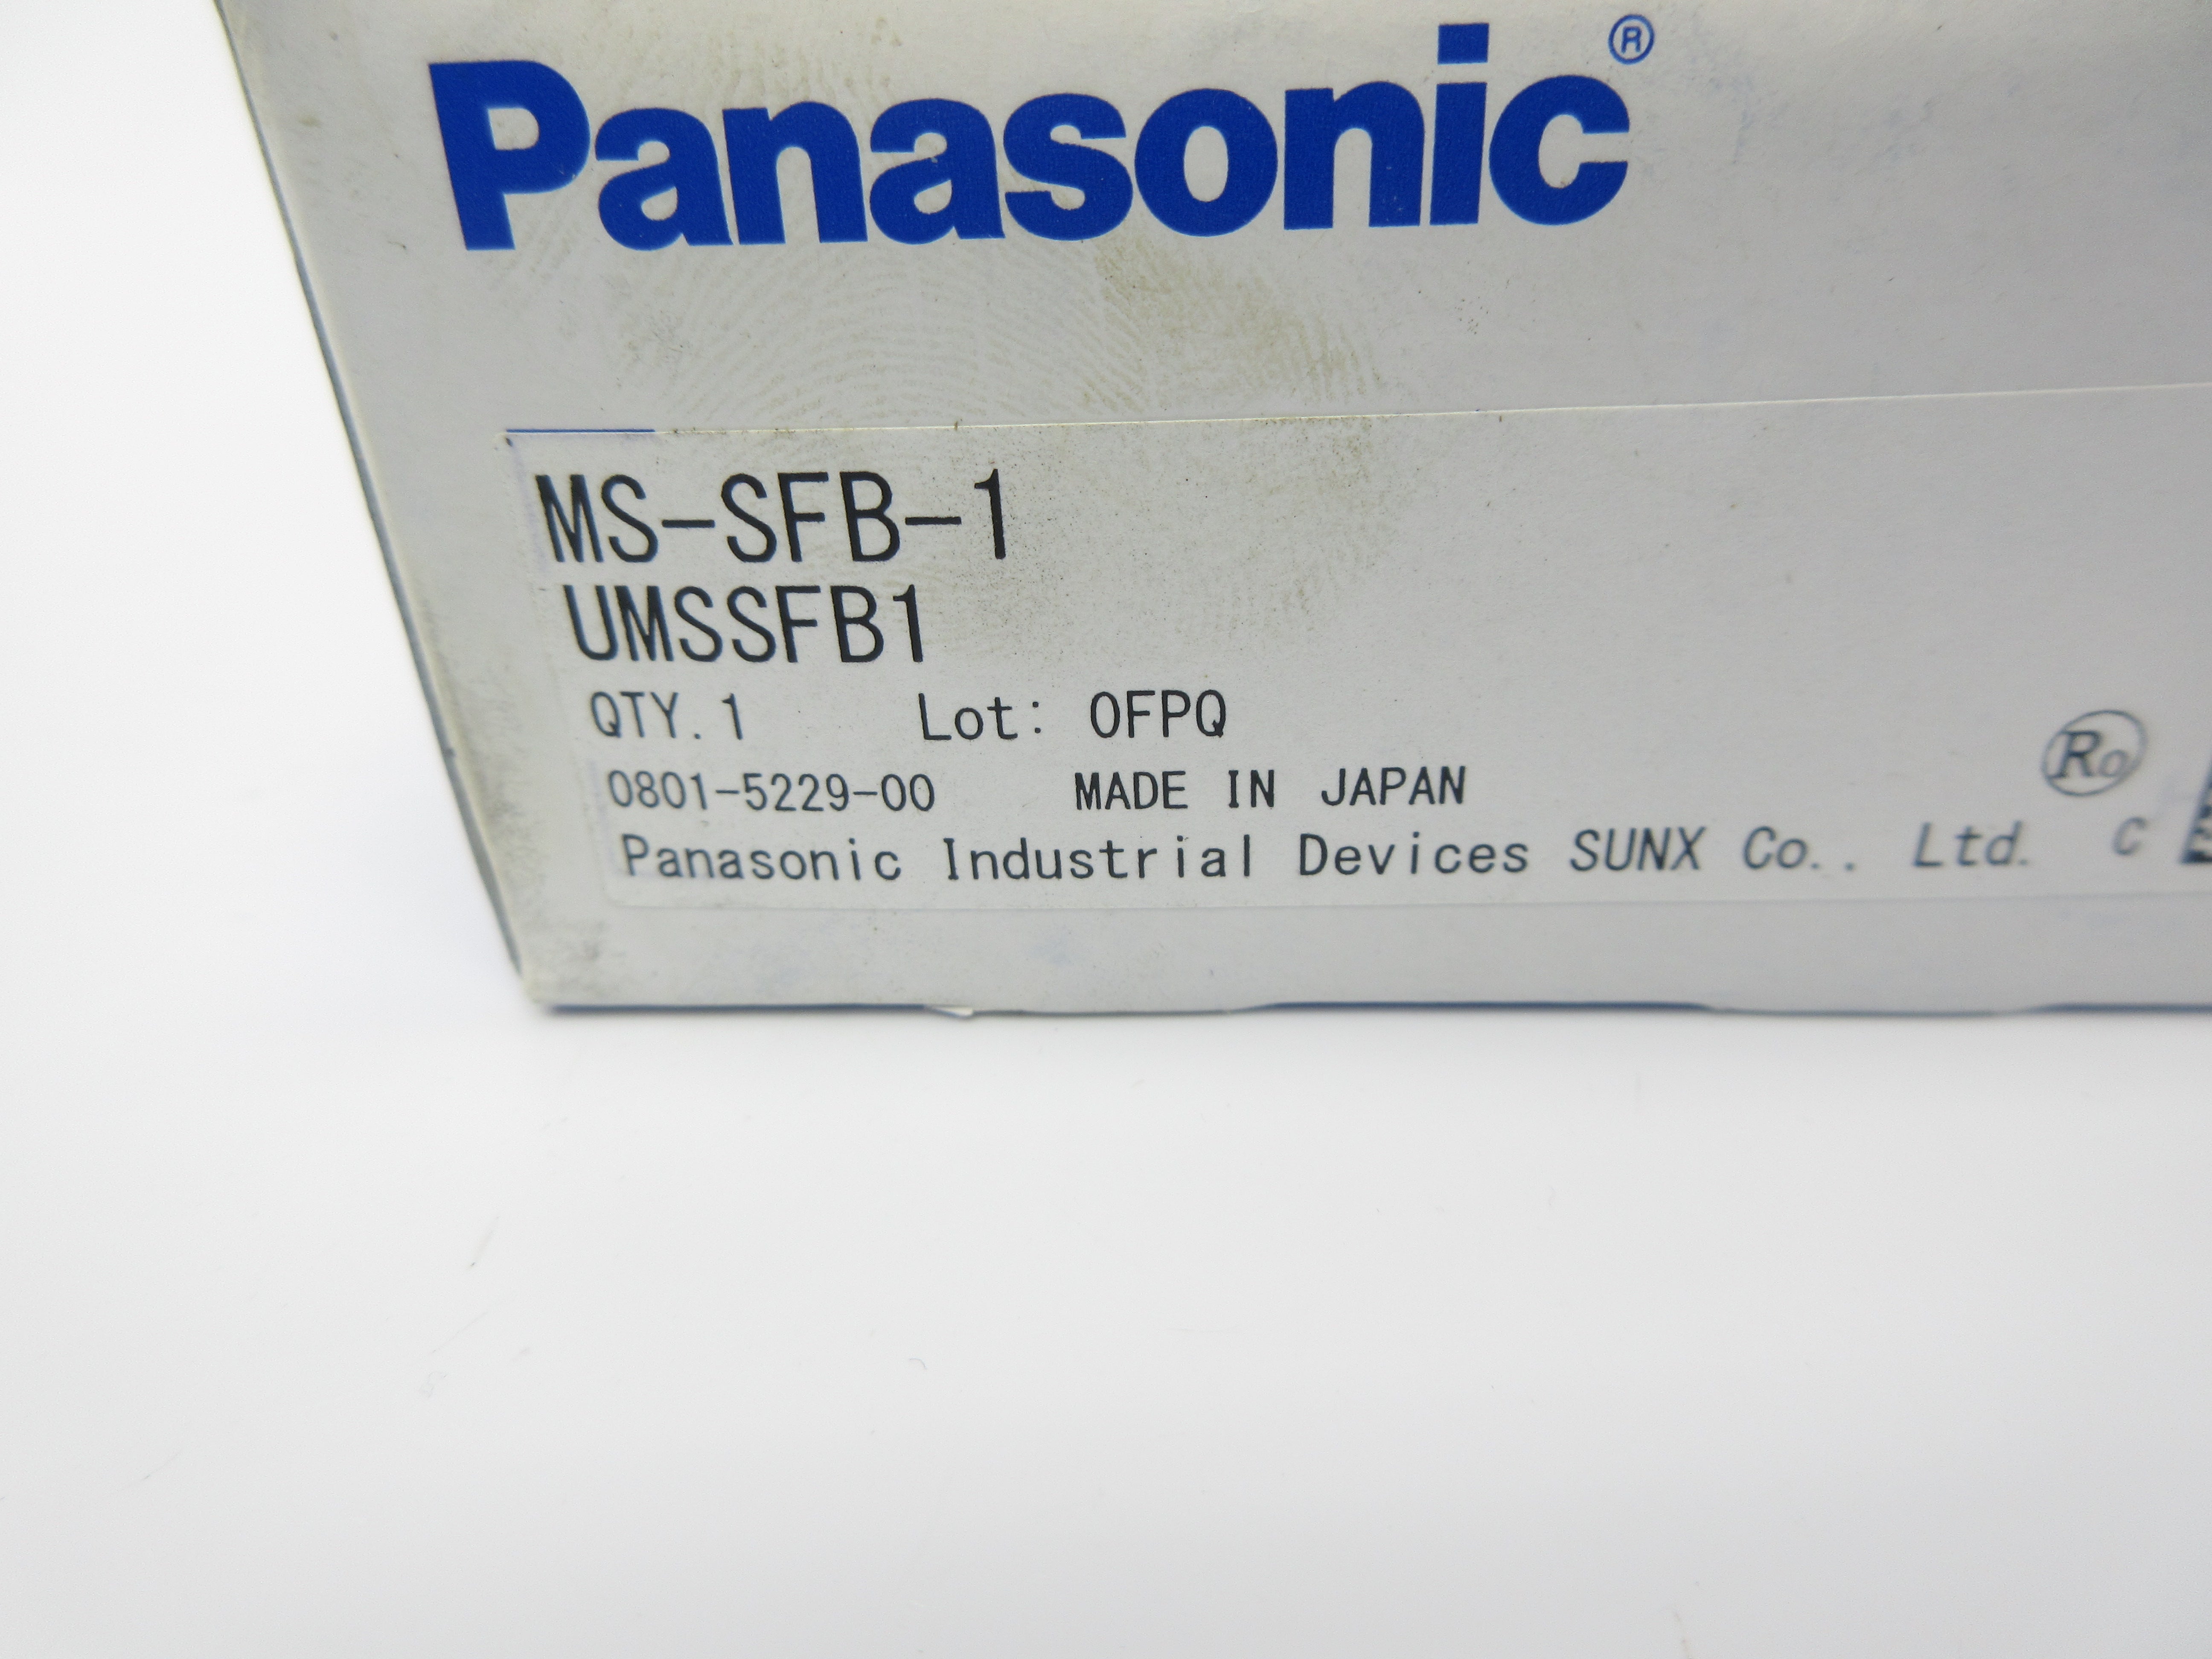 Panasonic®
MS-SFB-1
UMSSFB1
QTY. 1 Lot: 0FPQ
0801-5229-00 MADE IN JAPAN Ro
Panasonic Industrial Devices SUNX Co.. Ltd. C